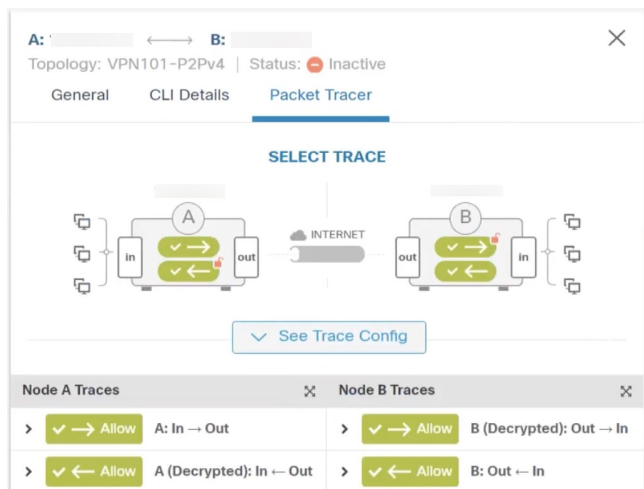 A: ⟷ B:
Topology: VPN101-P2Pv4 | Status: Inactive
General CLI Details Packet Tracer
SELECT TRACE
A B
INTERNET
in out out in
See Trace Config
Node A Traces Node B Traces
Allow A: In → Out Allow B (Decrypted): Out → In
Allow A (Decrypted): In ← Out Allow B: Out ← In